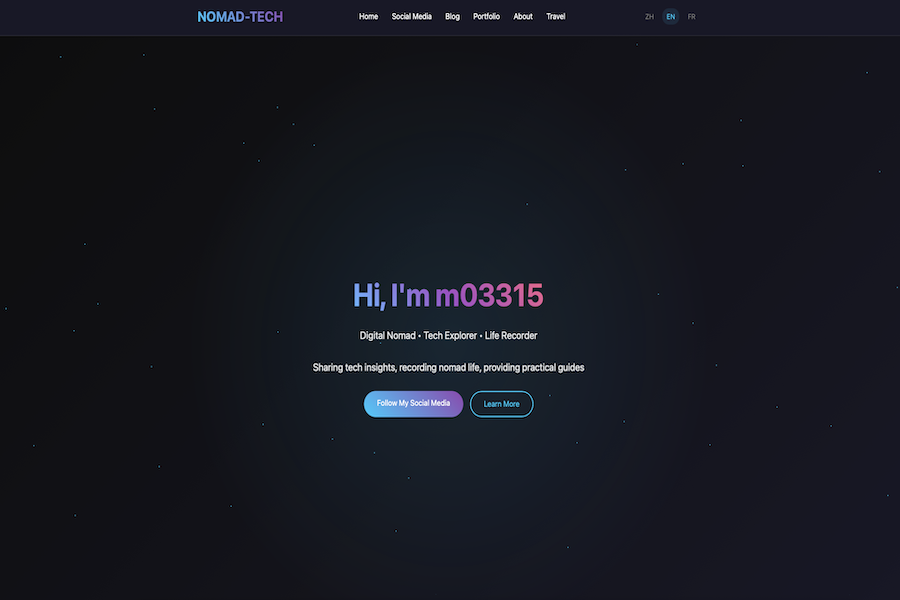 NOMAD-TECH
Home Social Media Blog Portfolio About Travel
ZH EN FR
Hi, I'm m03315
Digital Nomad • Tech Explorer • Life Recorder
Sharing tech insights, recording nomad life, providing practical guides
Follow My Social Media Learn More